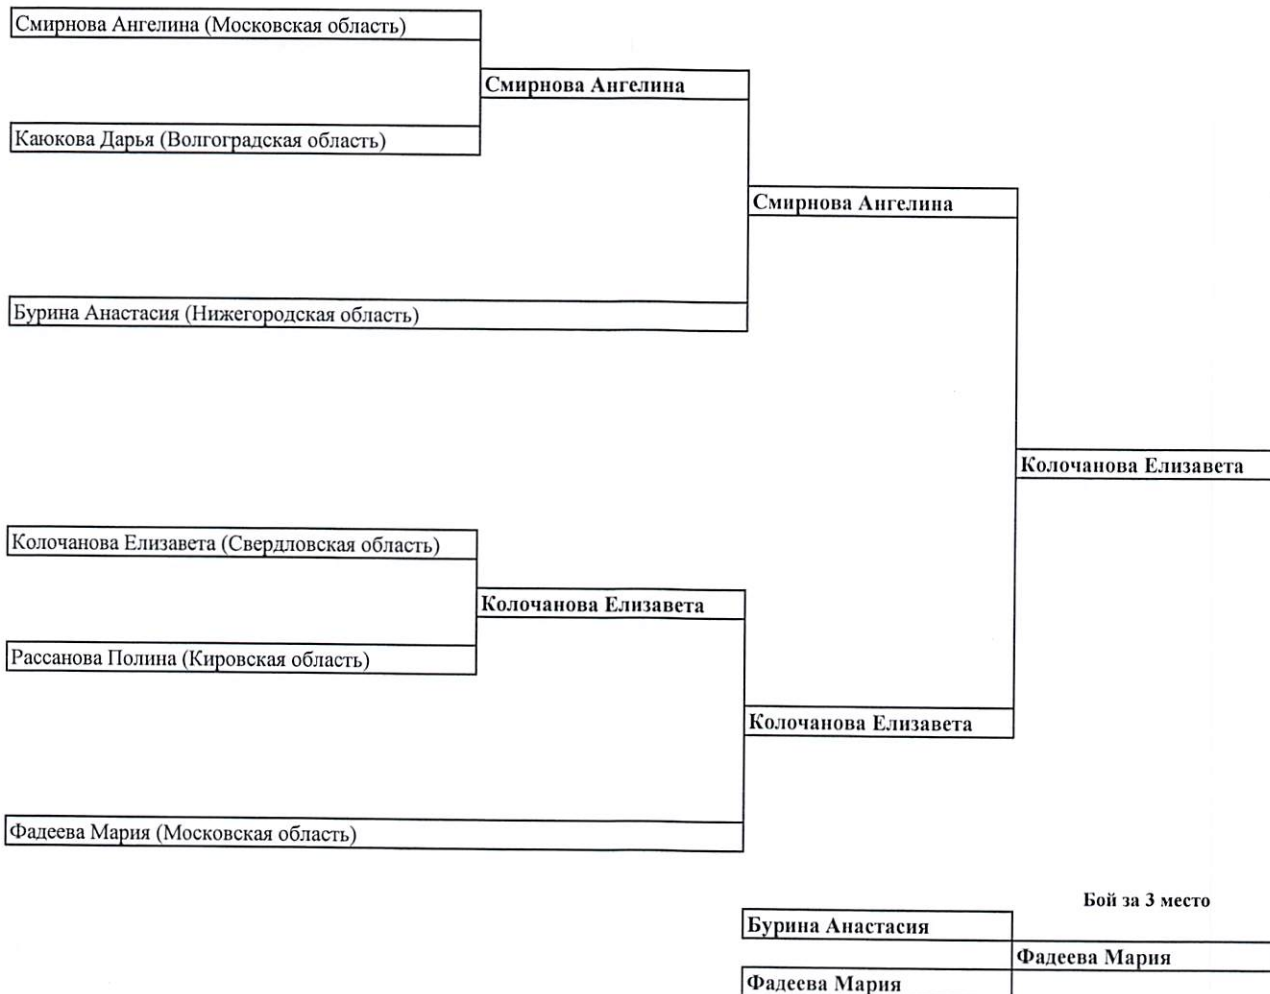 Смирнова Ангелина (Московская область)
Смирнова Ангелина
Каюкова Дарья (Волгоградская область)
Смирнова Ангелина
Бурина Анастасия (Нижегородская область)
Колочанова Елизавета
Колочанова Елизавета (Свердловская область)
Колочанова Елизавета
Рассанова Полина (Кировская область)
Колочанова Елизавета
Фадеева Мария (Московская область)
Бой за 3 место
Бурина Анастасия
Фадеева Мария
Фадеева Мария